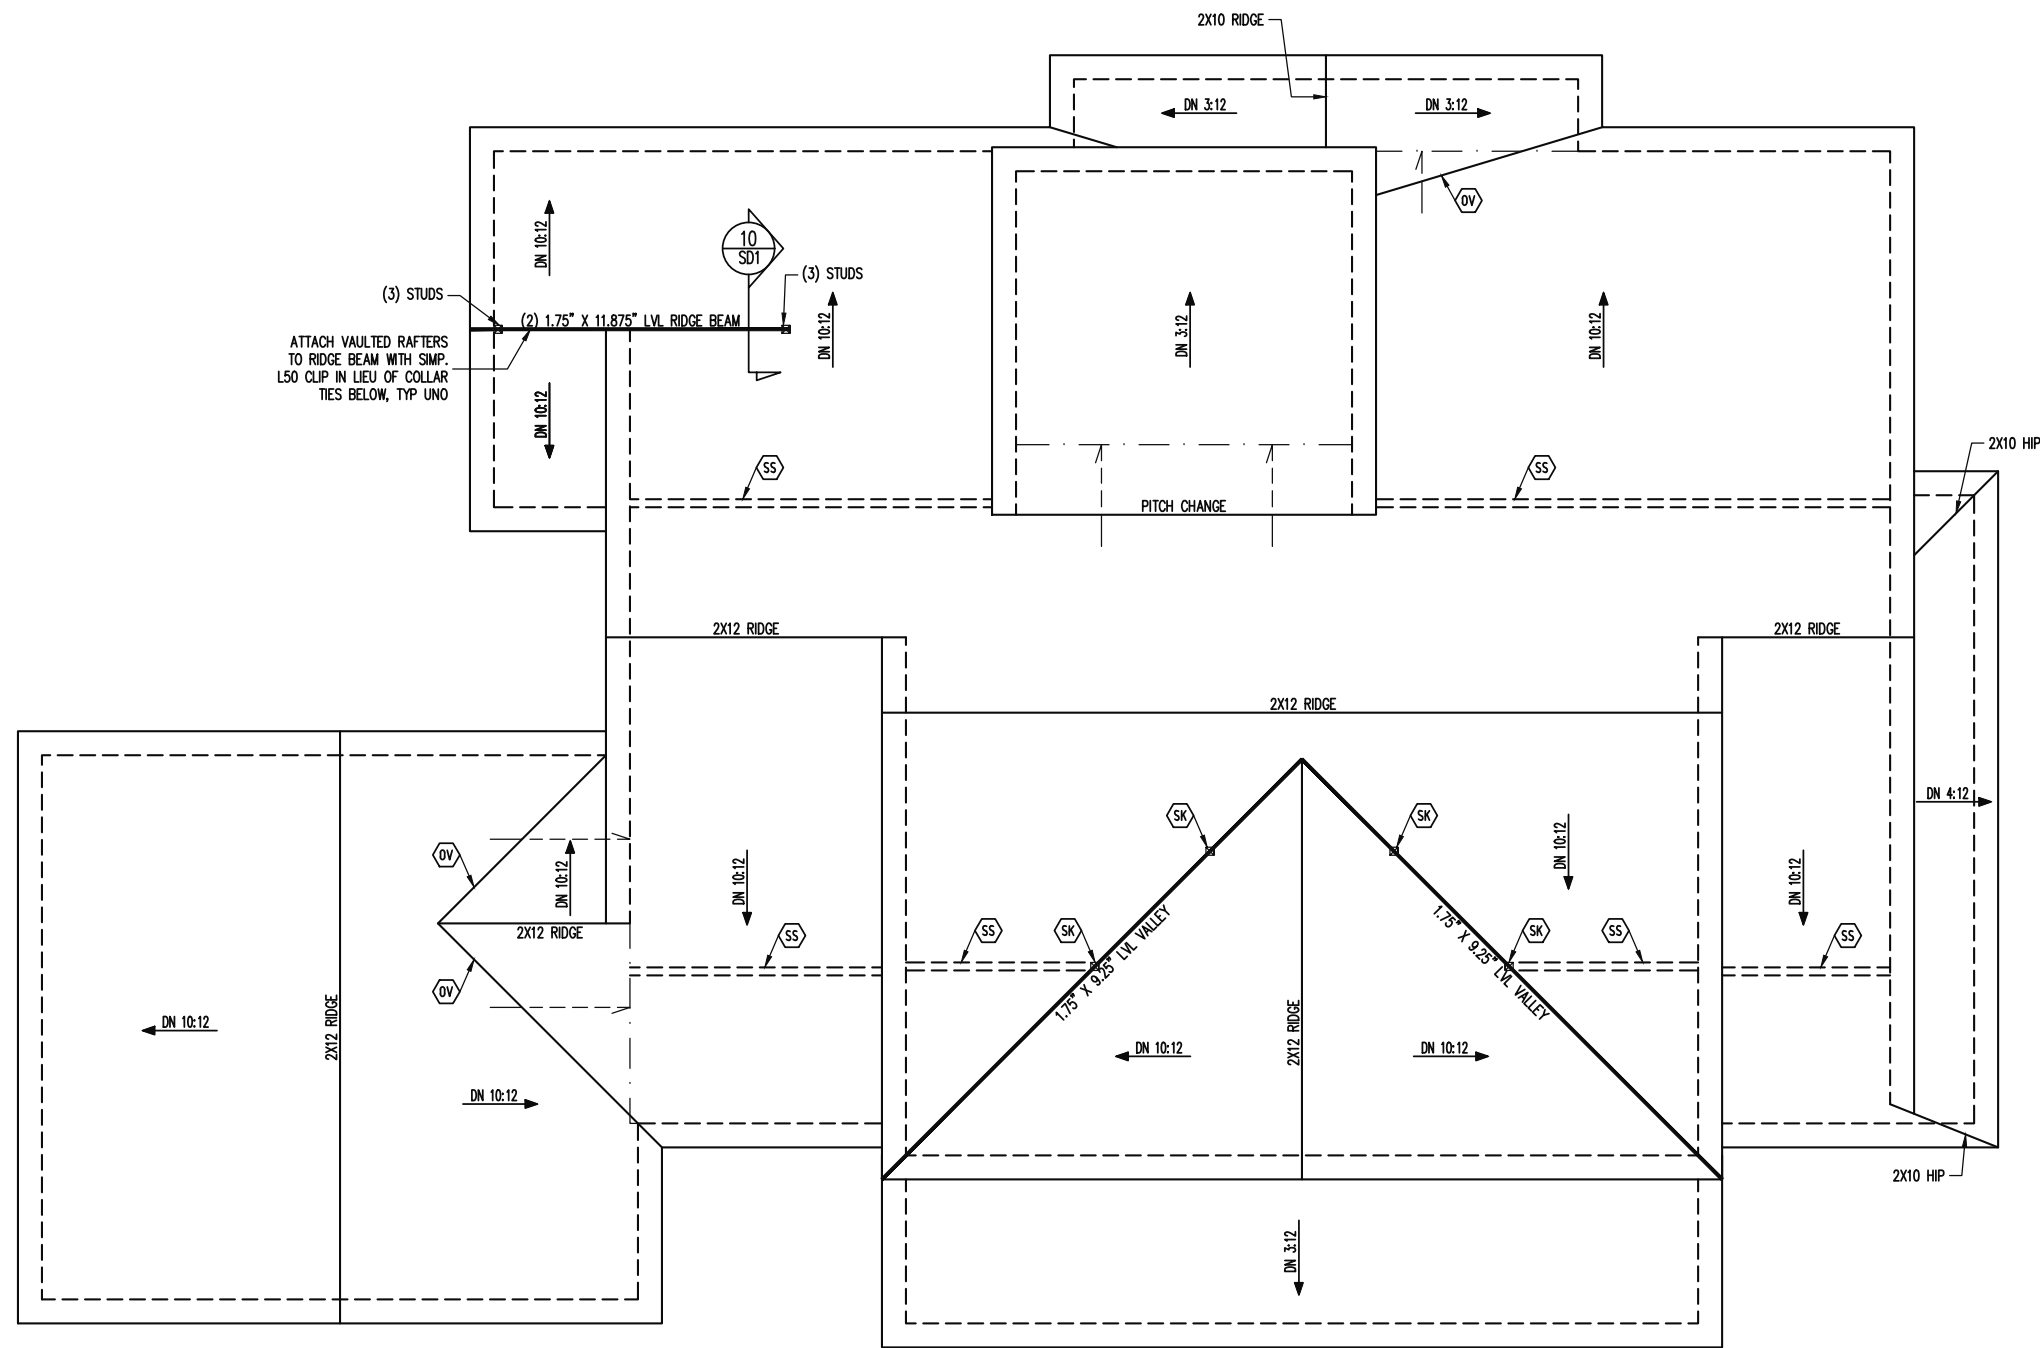 2X10 RIDGE
DN 3:12
DN 3:12
OV
10
SD1
(3) STUDS
(3) STUDS
DN 10:12
(2) 1.75" X 11.875" LVL RIDGE BEAM
ATTACH VAULTED RAFTERS
TO RIDGE BEAM WITH SIMP.
L50 CLIP IN LIEU OF COLLAR
TIES BELOW, TYP UNO
DN 10:12
DN 10:12
DN 3:12
DN 10:12
2X10 HIP
SS
SS
PITCH CHANGE
2X12 RIDGE
2X12 RIDGE
2X12 RIDGE
DN 4:12
SK
SK
OV
DN 10:12
DN 10:12
DN 10:12
DN 10:12
2X12 RIDGE
SS
SS
SK
SK
SS
SS
1.75" X 9.25" LVL VALLEY
1.75" X 9.25" LVL VALLEY
OV
DN 10:12
2X12 RIDGE
2X12 RIDGE
DN 10:12
DN 10:12
DN 10:12
2X10 HIP
DN 3:12